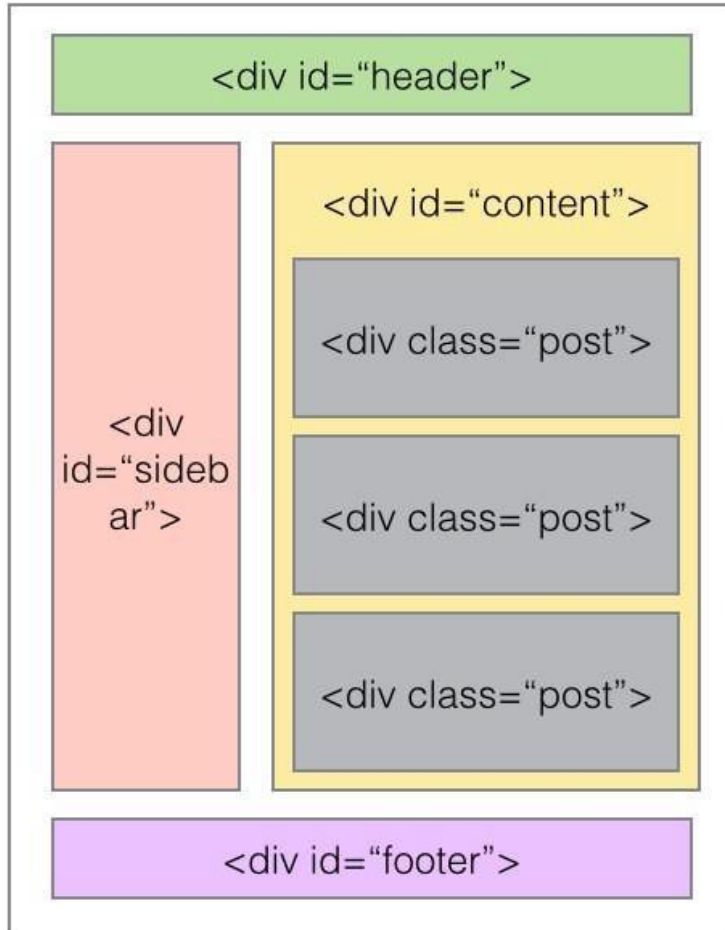 <div id=“header”>
<div
id=“sideb
ar”>
<div id=“content”>
<div class=“post”>
<div class=“post”>
<div class=“post”>
<div id=“footer”>